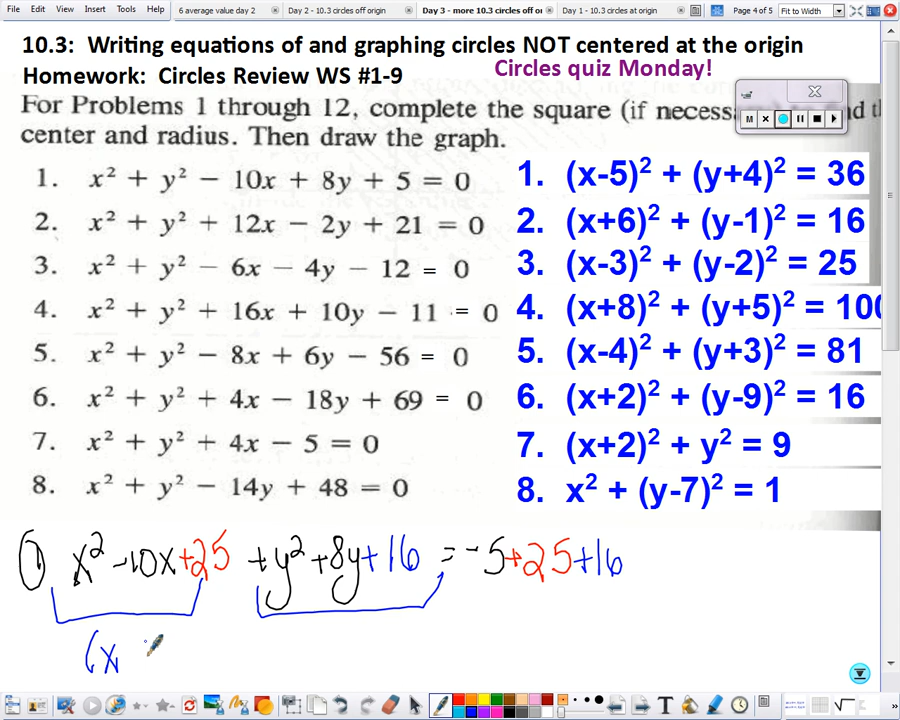 File Edit View Insert Format Tools Add-ons Help
6 average value day 2
Day 2 - 10.3 circles off origin
Day 3 - more 10.3 circles off or
Day 1 - 10.3 circles at origin
Page 4 of 5
Fit to Width
10.3: Writing equations of and graphing circles NOT centered at the origin
Homework: Circles Review WS #1-9
Circles quiz Monday!
For Problems 1 through 12, complete the square (if necess
center and radius. Then draw the graph.
1. x² + y² − 10x + 8y + 5 = 0
1. (x-5)² + (y+4)² = 36
2. x² + y² + 12x − 2y + 21 = 0
2. (x+6)² + (y-1)² = 16
3. x² + y² − 6x − 4y − 12 = 0
3. (x-3)² + (y-2)² = 25
4. x² + y² + 16x + 10y − 11 = 0
4. (x+8)² + (y+5)² = 100
5. x² + y² − 8x + 6y − 56 = 0
5. (x-4)² + (y+3)² = 81
6. x² + y² + 4x − 18y + 69 = 0
6. (x+2)² + (y-9)² = 16
7. x² + y² + 4x − 5 = 0
7. (x+2)² + y² = 9
8. x² + y² − 14y + 48 = 0
8. x² + (y-7)² = 1
① x² −10x +25 +y² +8y +16 = −5 +25 +16
(x